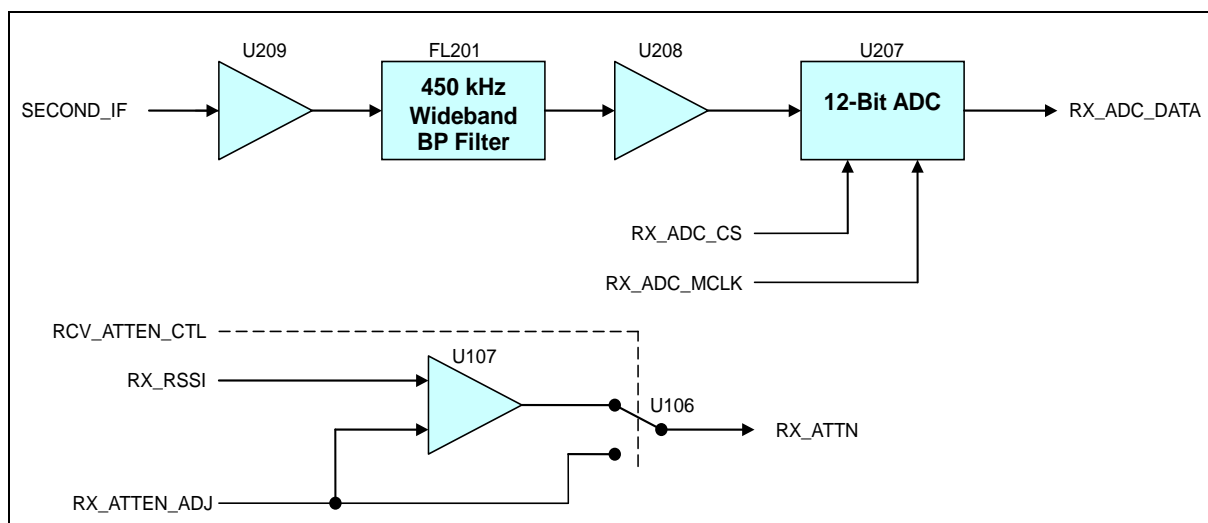 U209
FL201
U208
U207
SECOND_IF
450 kHz
Wideband
BP Filter
12-Bit ADC
RX_ADC_DATA
RX_ADC_CS
RX_ADC_MCLK
RCV_ATTEN_CTL
U107
RX_RSSI
U106
RX_ATTN
RX_ATTEN_ADJ